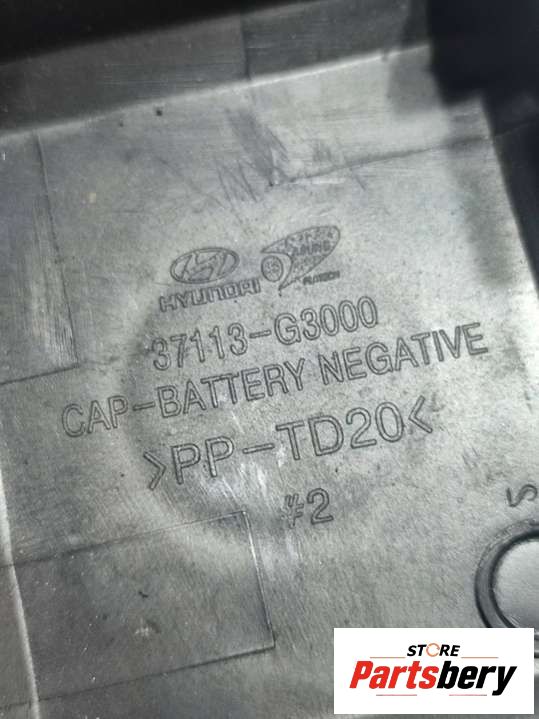 HYUNDAI
37113-G3000
CAP-BATTERY NEGATIVE
>PP-TD20<
#2
S
STORE
Partsbery